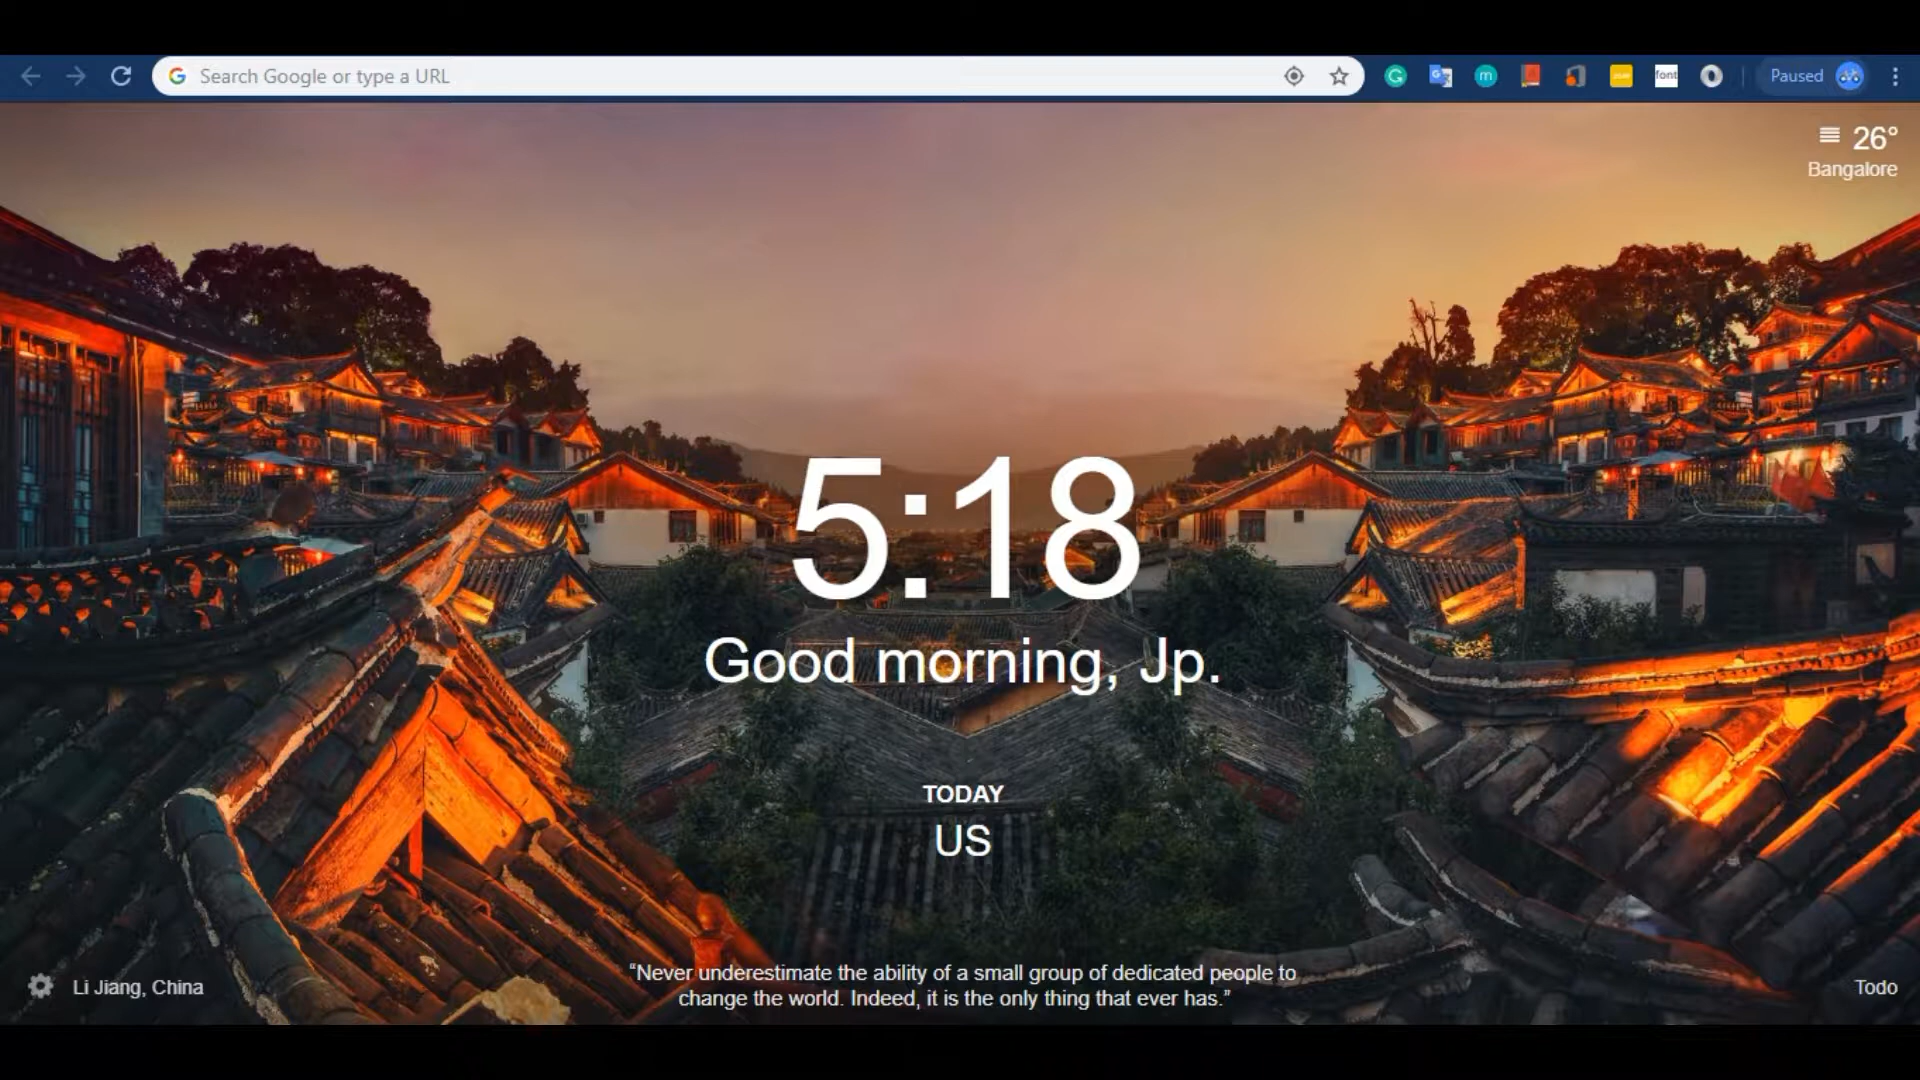 Search Google or type a URL
font
Paused
26°
Bangalore
5:18
Good morning, Jp.
TODAY
US
“Never underestimate the ability of a small group of dedicated people to
change the world. Indeed, it is the only thing that ever has.”
Li Jiang, China
Todo